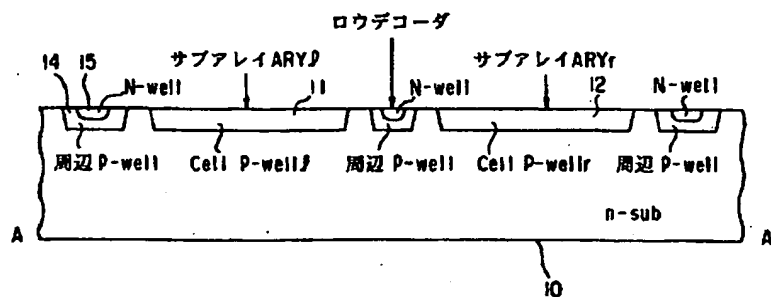 ロウデコーダ
14 15 N-well サブアレイARYℓ 11 N-well サブアレイARYr 12 N-well
周辺 P-well Cell P-wellℓ 周辺 P-well Cell P-wellr 周辺 P-well
n-sub
A A
10